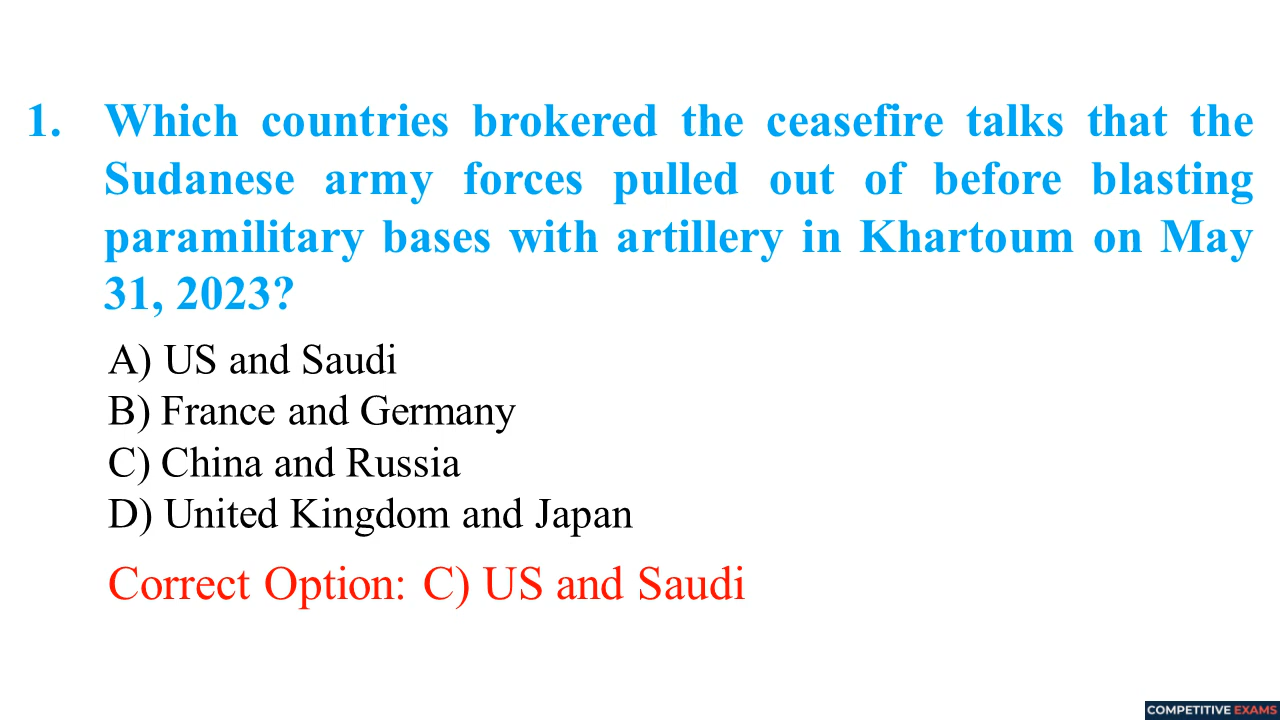 1. Which countries brokered the ceasefire talks that the
Sudanese army forces pulled out of before blasting
paramilitary bases with artillery in Khartoum on May
31, 2023?
A) US and Saudi
B) France and Germany
C) China and Russia
D) United Kingdom and Japan
Correct Option: C) US and Saudi
COMPETITIVE EXAMS